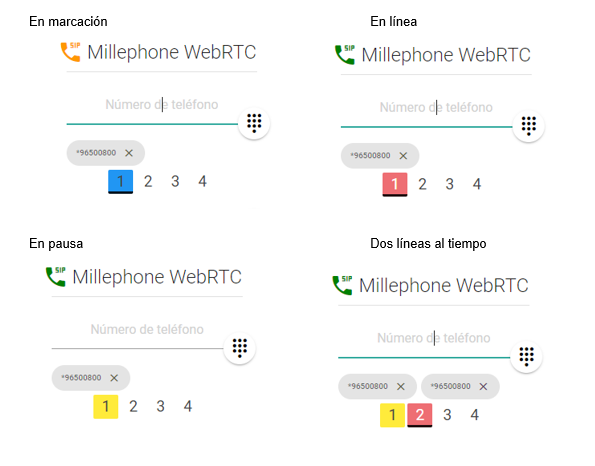 En marcación
SIP Millephone WebRTC
Número de teléfono
*96500800 ×
1 2 3 4
En línea
SIP Millephone WebRTC
Número de teléfono
*96500800 ×
1 2 3 4
En pausa
SIP Millephone WebRTC
Número de teléfono
*96500800 ×
1 2 3 4
Dos líneas al tiempo
SIP Millephone WebRTC
Número de teléfono
*96500800 × *96500800 ×
1 2 3 4